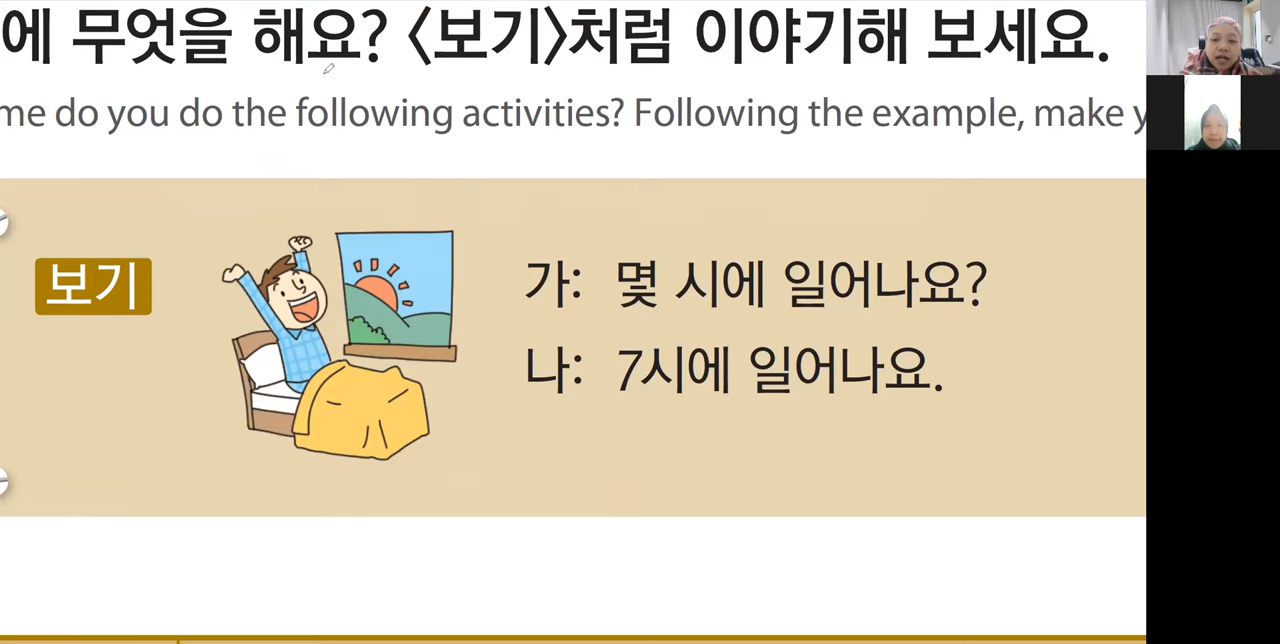 에 무엇을 해요? 〈보기〉처럼 이야기해 보세요.
me do you do the following activities? Following the example, make y
보기
가: 몇 시에 일어나요?
나: 7시에 일어나요.